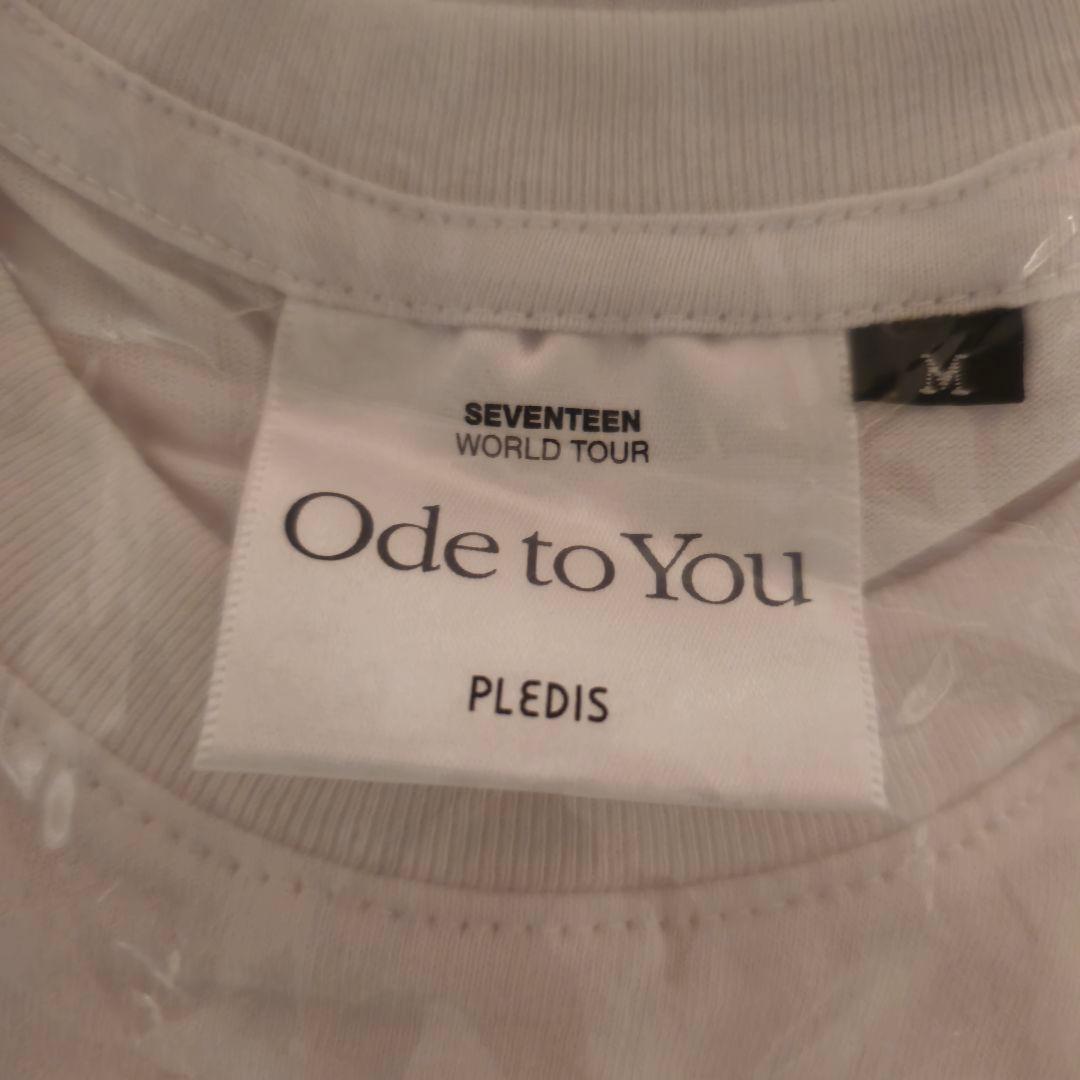 SEVENTEEN
WORLD TOUR
Ode to You
PLEDIS
M